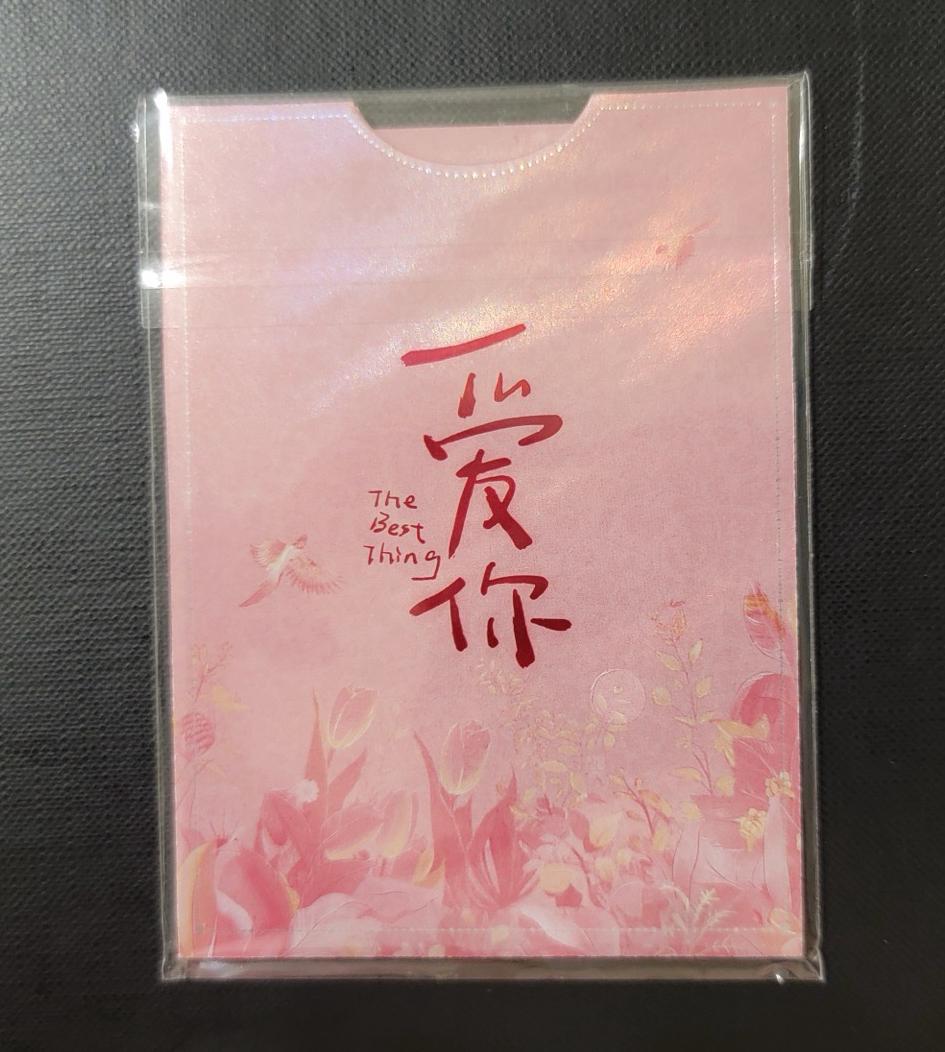 爱
你
The
Best
Thing